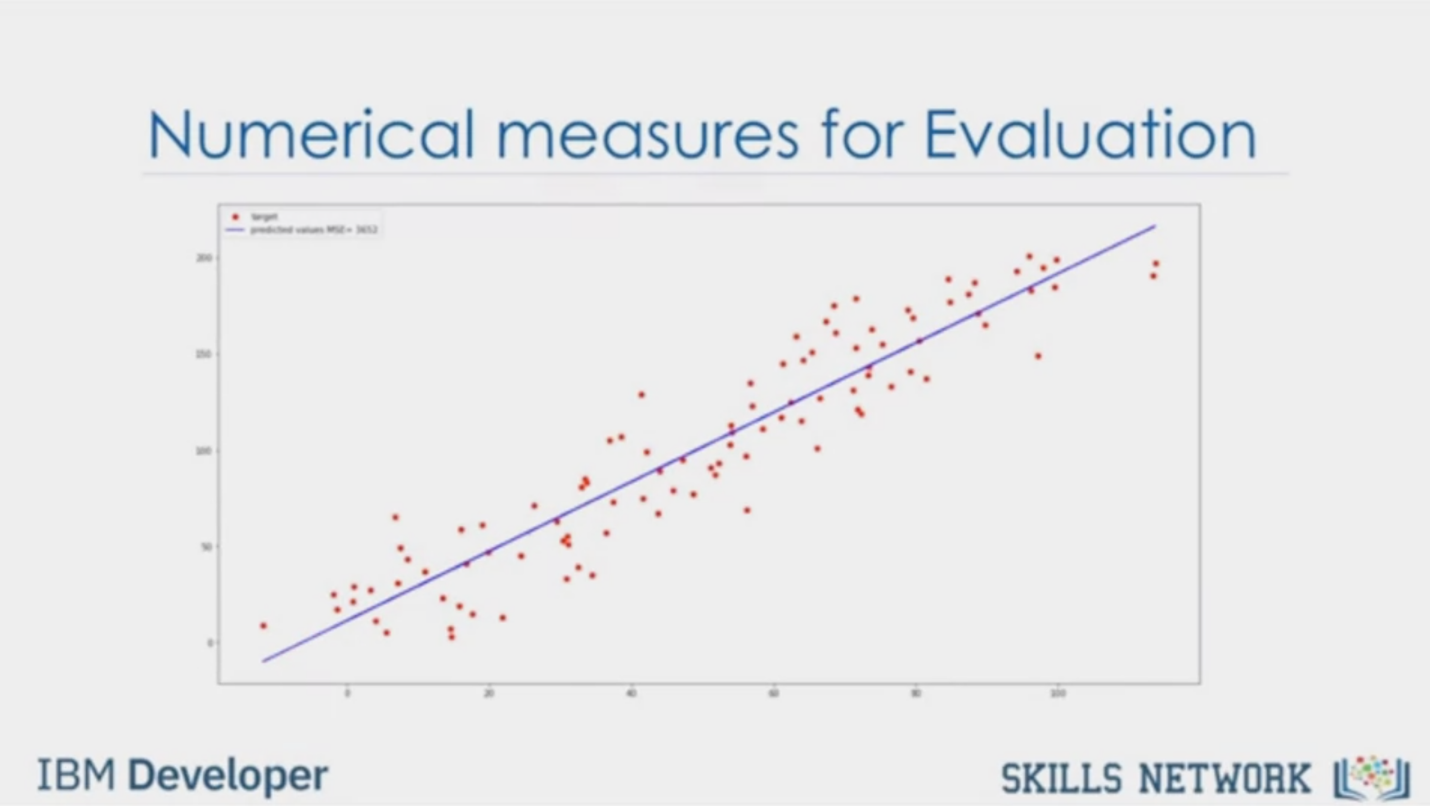 Numerical measures for Evaluation
target
predicted values MSE= 3652
200
150
100
50
0
0 20 40 60 80 100
IBM Developer
SKILLS NETWORK